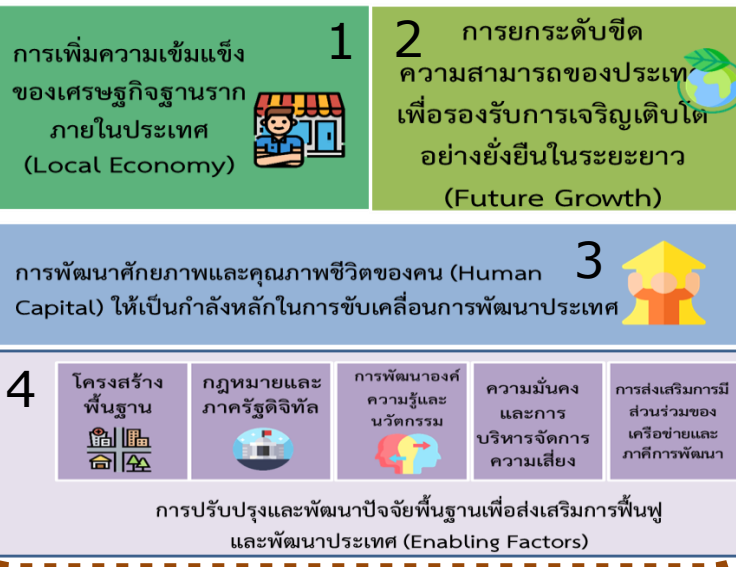 1
การเพิ่มความเข้มแข็ง
ของเศรษฐกิจฐานราก
ภายในประเทศ
(Local Economy)
2
การยกระดับขีด
ความสามารถของประเทศ
เพื่อรองรับการเจริญเติบโต
อย่างยั่งยืนในระยะยาว
(Future Growth)
3
การพัฒนาศักยภาพและคุณภาพชีวิตของคน (Human
Capital) ให้เป็นกำลังหลักในการขับเคลื่อนการพัฒนาประเทศ
4
โครงสร้าง
พื้นฐาน
กฎหมายและ
ภาครัฐดิจิทัล
การพัฒนาองค์
ความรู้และ
นวัตกรรม
ความมั่นคง
และการ
บริหารจัดการ
ความเสี่ยง
การส่งเสริมการมี
ส่วนร่วมของ
เครือข่ายและ
ภาคีการพัฒนา
การปรับปรุงและพัฒนาปัจจัยพื้นฐานเพื่อส่งเสริมการฟื้นฟู
และพัฒนาประเทศ (Enabling Factors)